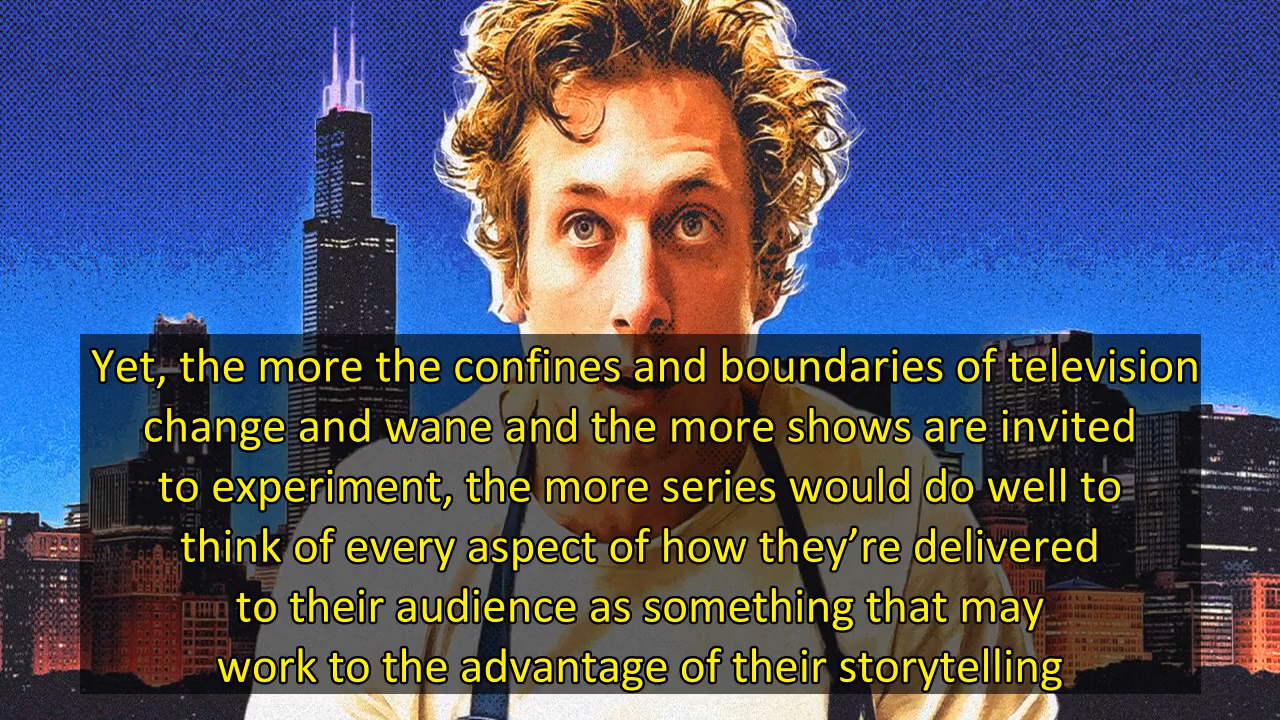 Yet, the more the confines and boundaries of television
change and wane and the more shows are invited
to experiment, the more series would do well to
think of every aspect of how they’re delivered
to their audience as something that may
work to the advantage of their storytelling